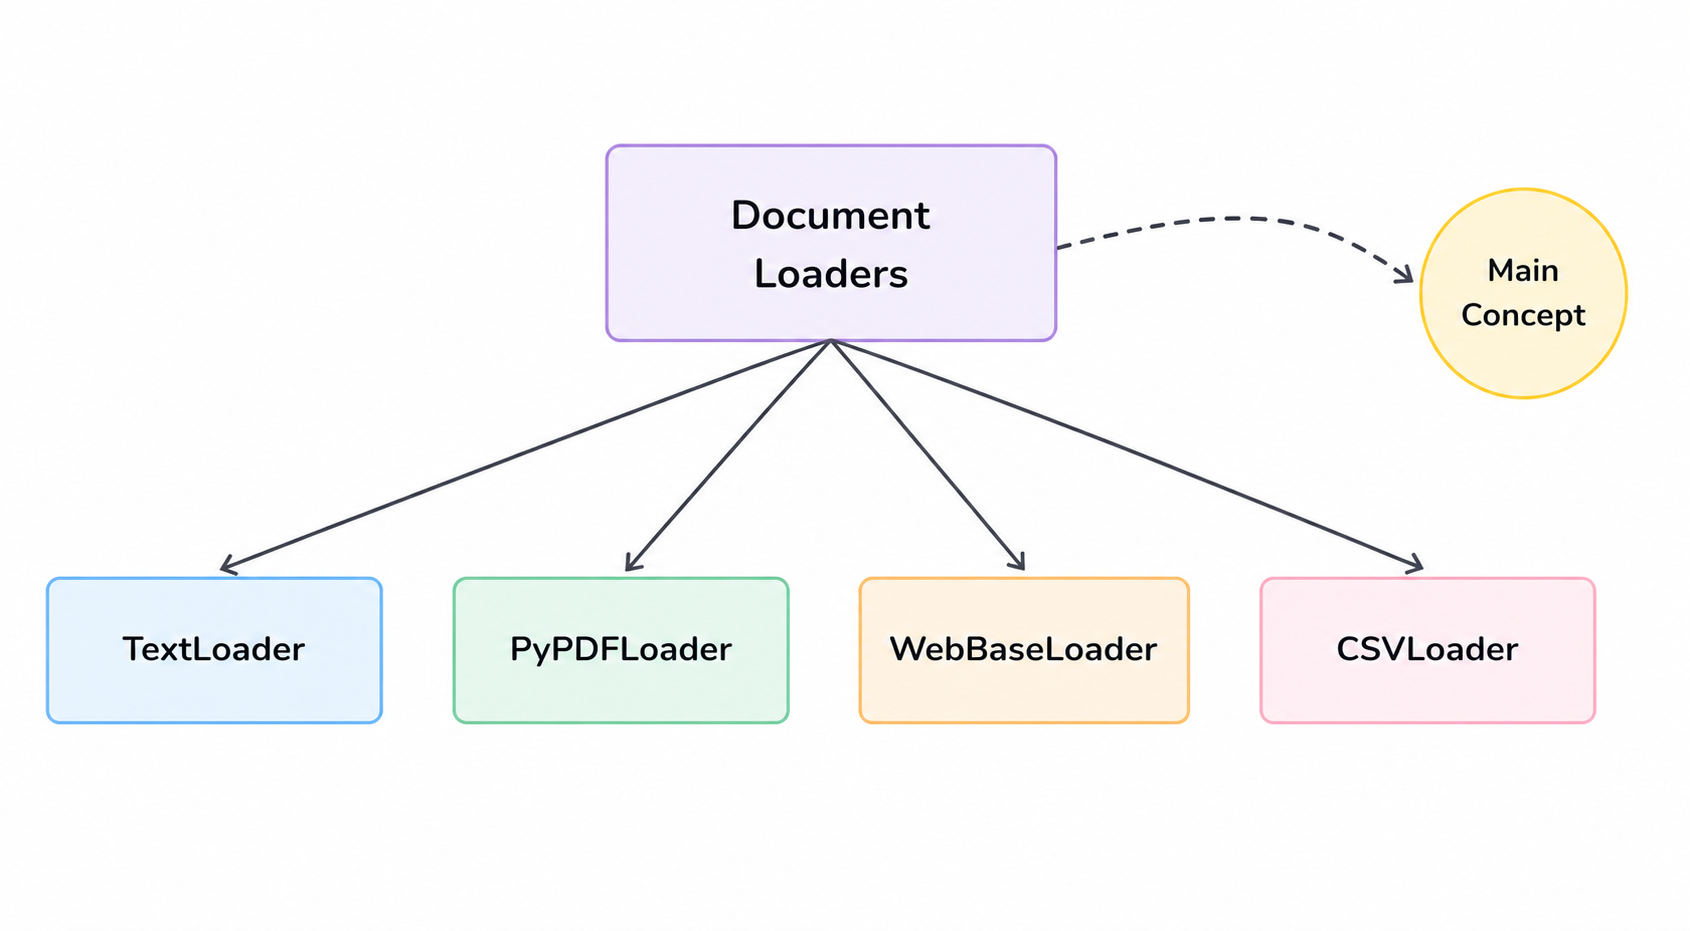 Document
Loaders
Main
Concept
TextLoader
PyPDFLoader
WebBaseLoader
CSVLoader